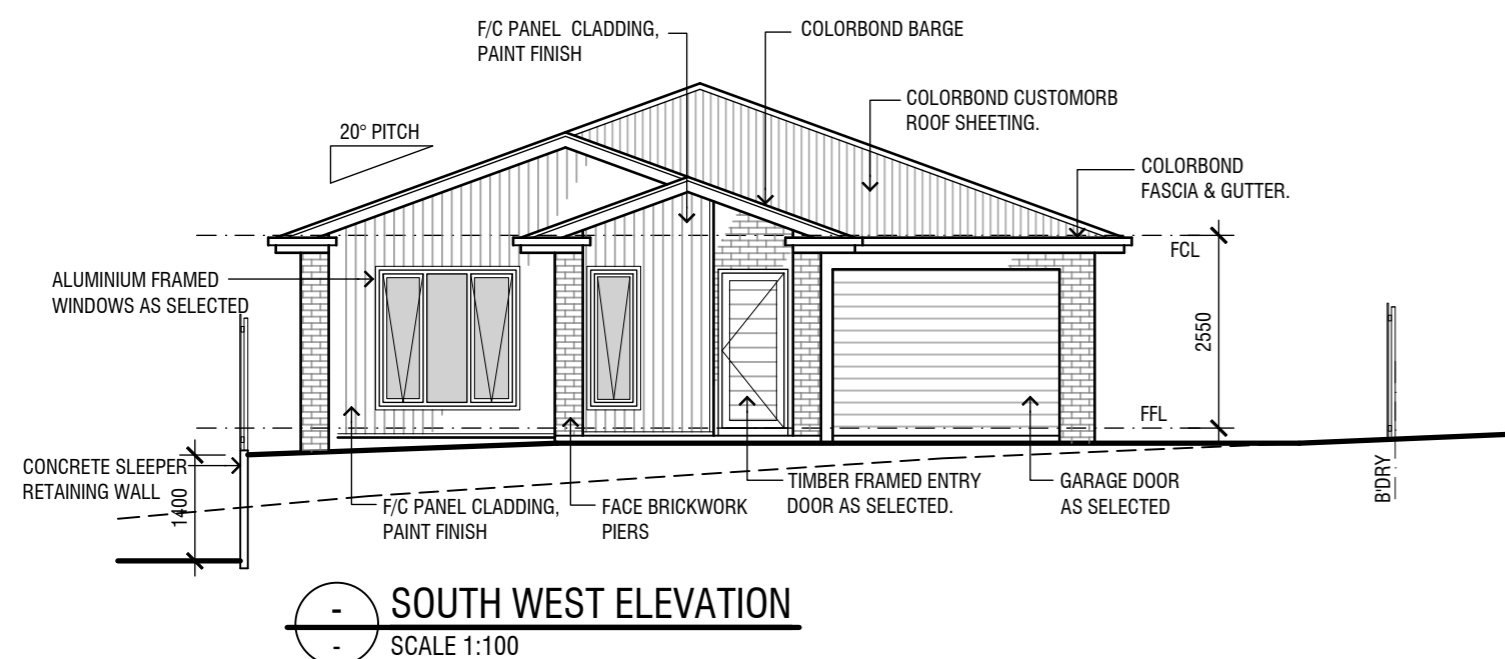 F/C PANEL CLADDING,
PAINT FINISH
COLORBOND BARGE
COLORBOND CUSTOMORB
ROOF SHEETING.
20° PITCH
COLORBOND
FASCIA & GUTTER.
FCL
ALUMINIUM FRAMED
WINDOWS AS SELECTED
2550
FFL
CONCRETE SLEEPER
RETAINING WALL
1400
F/C PANEL CLADDING,
PAINT FINISH
FACE BRICKWORK
PIERS
TIMBER FRAMED ENTRY
DOOR AS SELECTED.
GARAGE DOOR
AS SELECTED
B'DRY
-
-
SOUTH WEST ELEVATION
SCALE 1:100